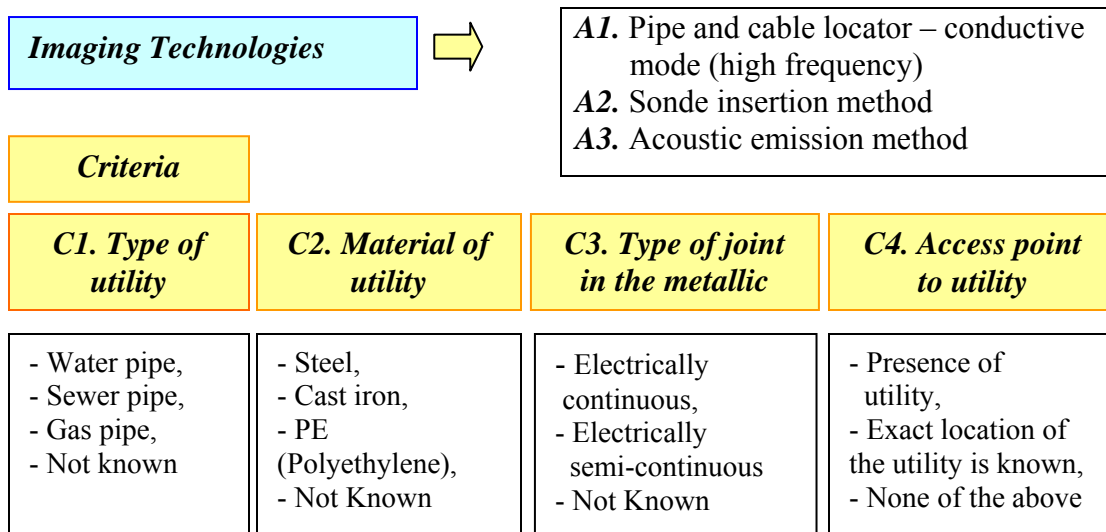 Imaging Technologies
A1. Pipe and cable locator – conductive
mode (high frequency)
A2. Sonde insertion method
A3. Acoustic emission method
Criteria
C1. Type of
utility
C2. Material of
utility
C3. Type of joint
in the metallic
C4. Access point
to utility
- Water pipe,
- Sewer pipe,
- Gas pipe,
- Not known
- Steel,
- Cast iron,
- PE
(Polyethylene),
- Not Known
- Electrically
continuous,
- Electrically
semi-continuous
- Not Known
- Presence of
utility,
- Exact location of
the utility is known,
- None of the above